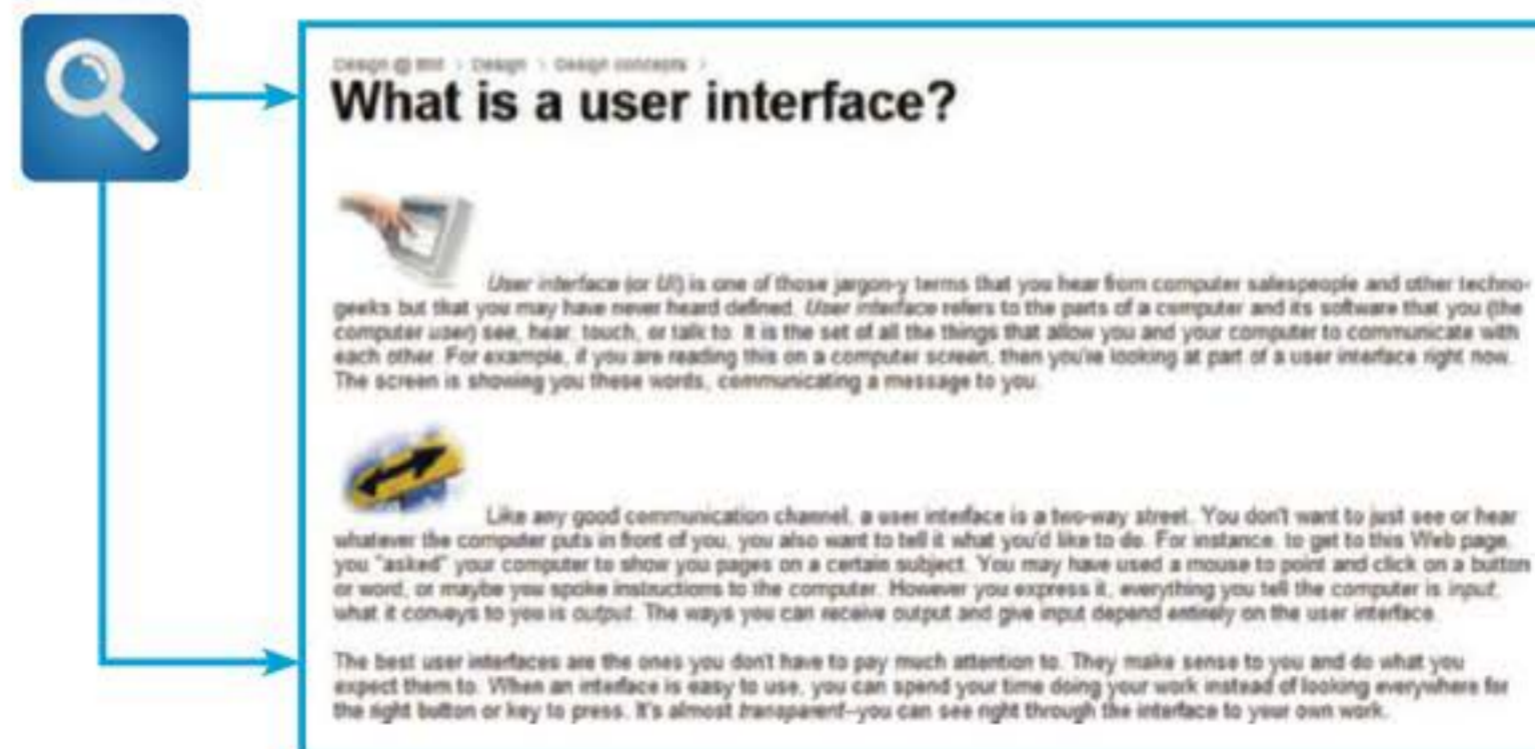 Design @ IBM > Design > Design concepts >
What is a user interface?
User interface (or UI) is one of those jargon-y terms that you hear from computer salespeople and other techno-
geeks but that you may have never heard defined. User interface refers to the parts of a computer and its software that you (the
computer user) see, hear, touch, or talk to. It is the set of all the things that allow you and your computer to communicate with
each other. For example, if you are reading this on a computer screen, then you're looking at part of a user interface right now.
The screen is showing you these words, communicating a message to you.
Like any good communication channel, a user interface is a two-way street. You don't want to just see or hear
whatever the computer puts in front of you, you also want to tell it what you'd like to do. For instance, to get to this Web page,
you "asked" your computer to show you pages on a certain subject. You may have used a mouse to point and click on a button
or word, or maybe you spoke instructions to the computer. However you express it, everything you tell the computer is input;
what it conveys to you is output. The ways you can receive output and give input depend entirely on the user interface.
The best user interfaces are the ones you don't have to pay much attention to. They make sense to you and do what you
expect them to. When an interface is easy to use, you can spend your time doing your work instead of looking everywhere for
the right button or key to press. It's almost transparent--you can see right through the interface to your own work.